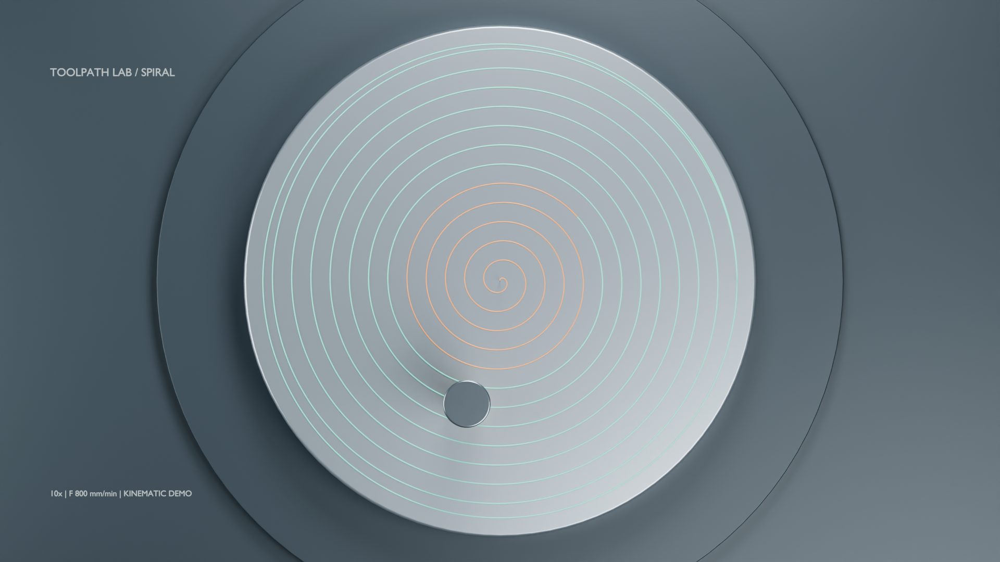 TOOLPATH LAB / SPIRAL
10x | F 800 mm/min | KINEMATIC DEMO